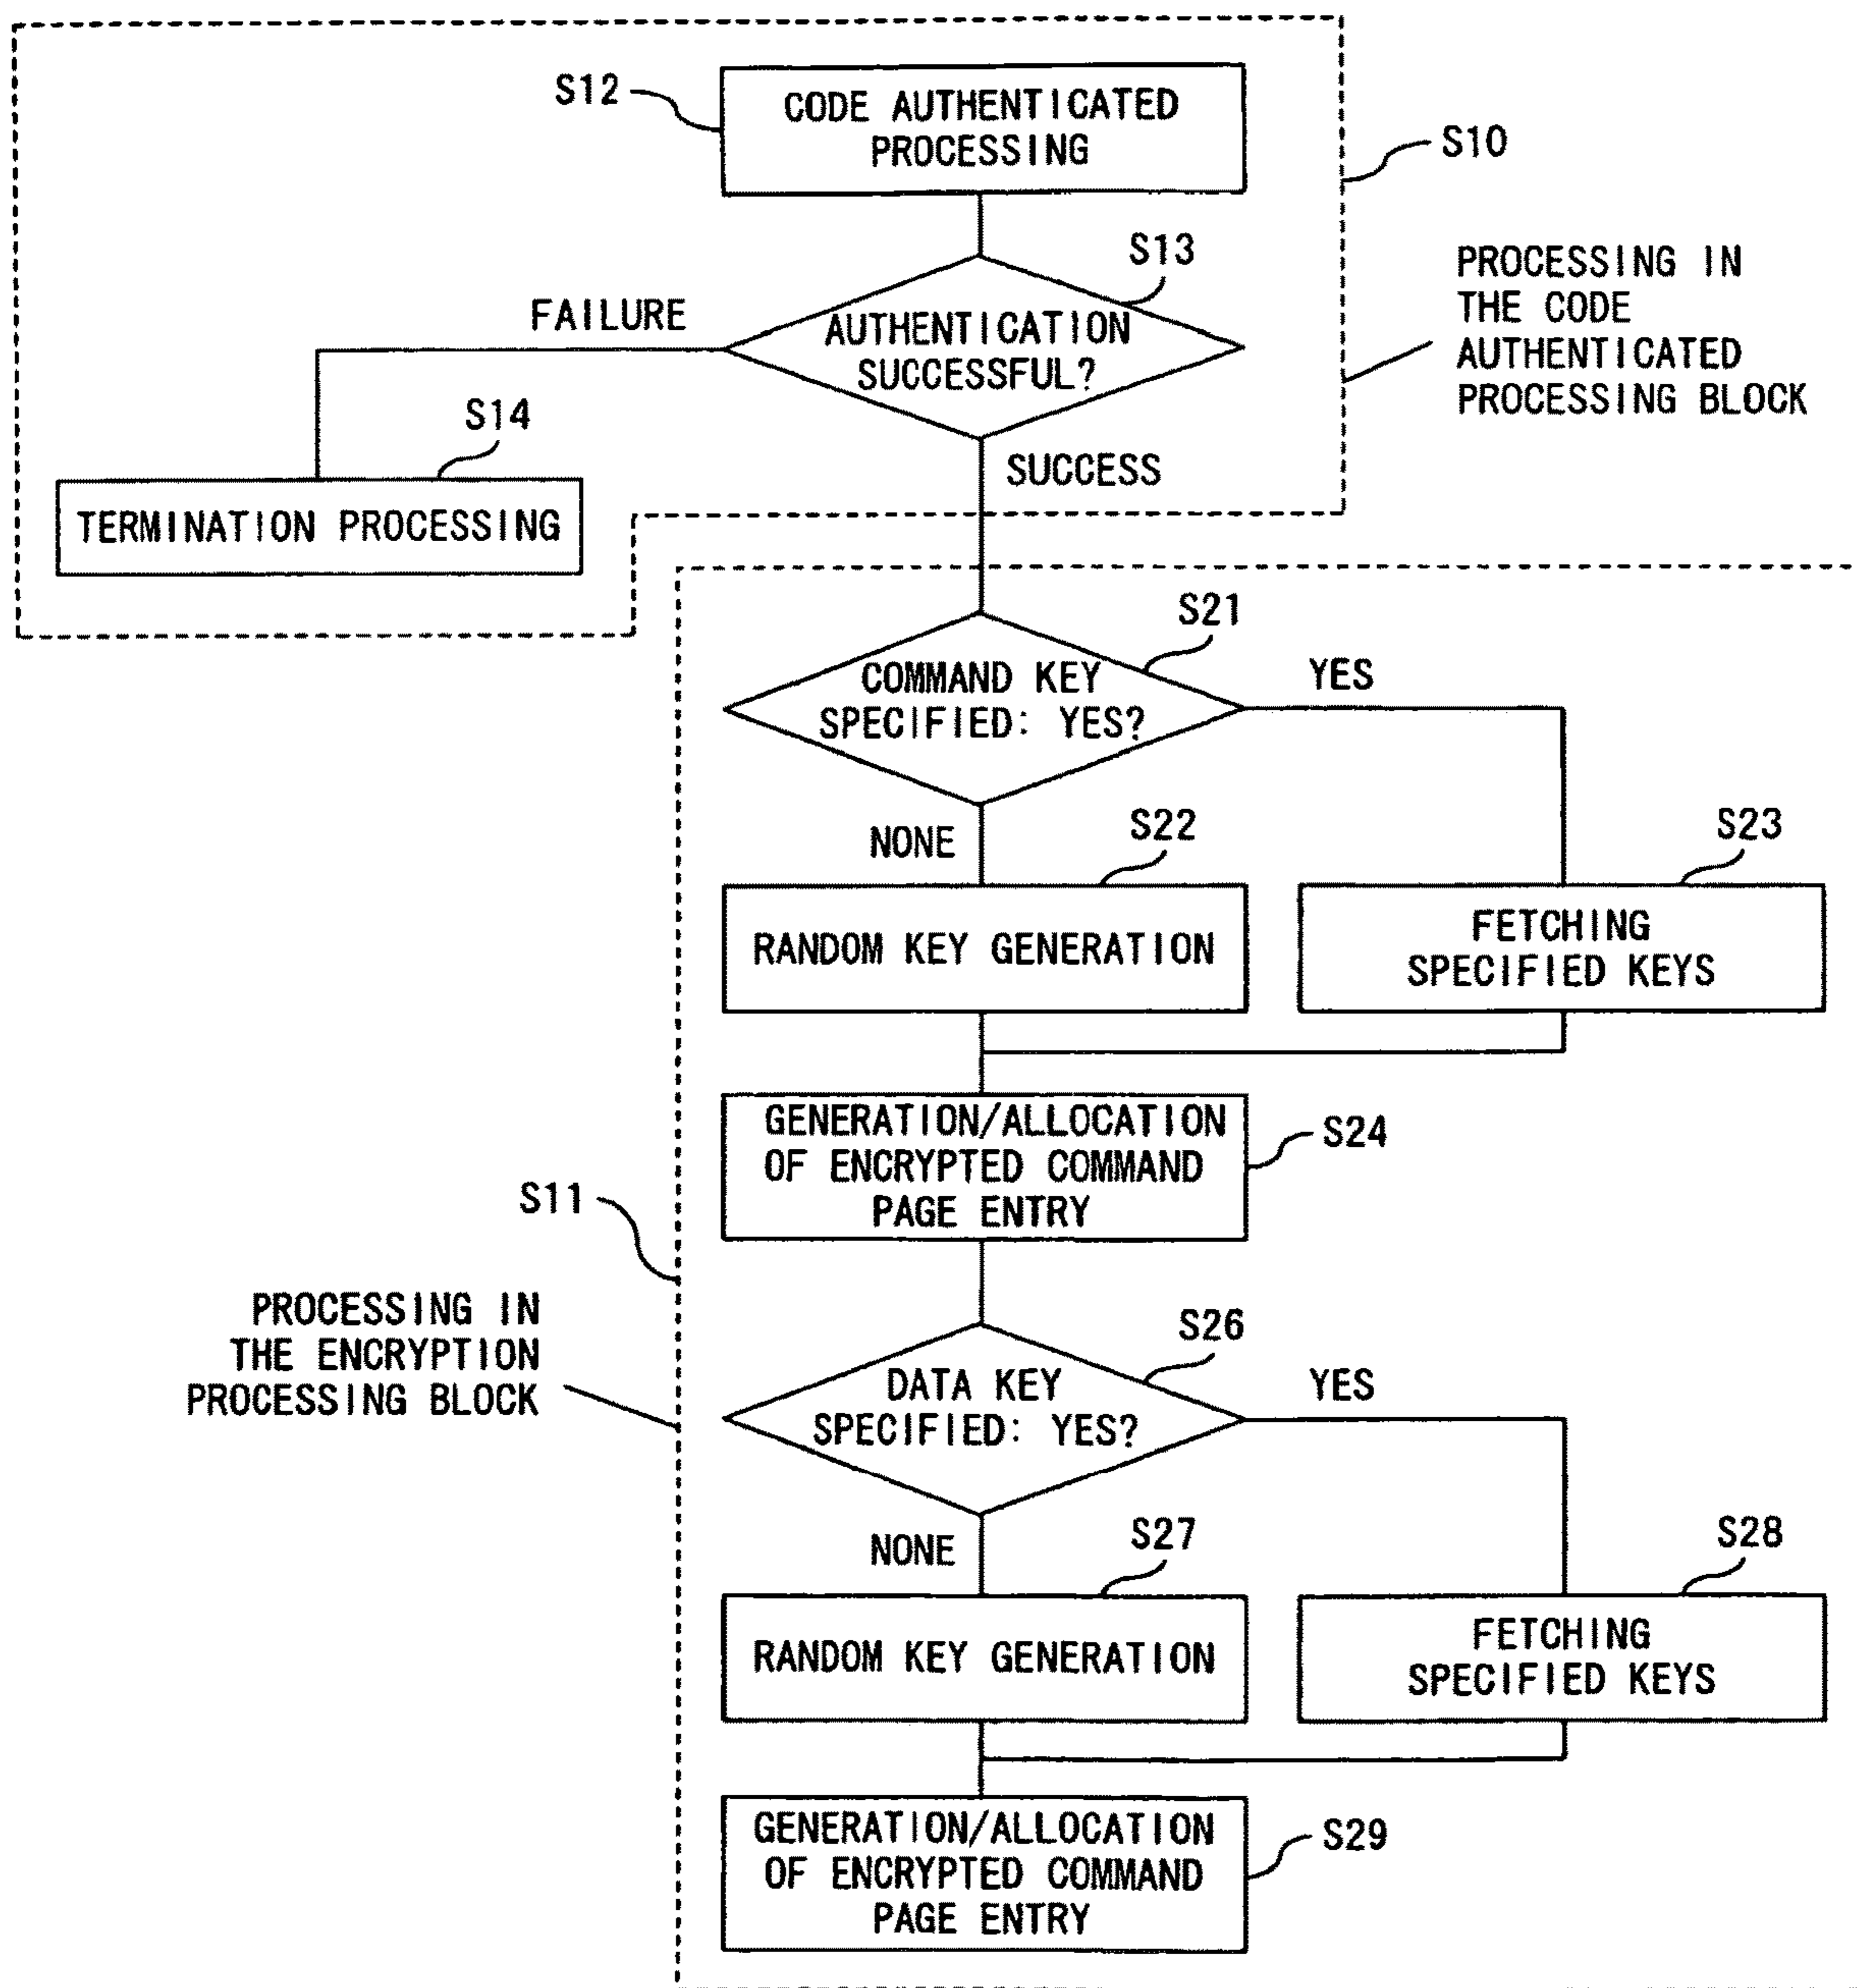 S12
CODE AUTHENTICATED
PROCESSING
S10
S13
PROCESSING IN
THE CODE
AUTHENTICATED
PROCESSING BLOCK
FAILURE
AUTHENTICATION
SUCCESSFUL?
S14
SUCCESS
TERMINATION PROCESSING
S21
COMMAND KEY
SPECIFIED: YES?
YES
NONE
S22
S23
RANDOM KEY GENERATION
FETCHING
SPECIFIED KEYS
GENERATION/ALLOCATION
OF ENCRYPTED COMMAND
PAGE ENTRY
S24
S11
PROCESSING IN
THE ENCRYPTION
PROCESSING BLOCK
S26
DATA KEY
SPECIFIED: YES?
YES
NONE
S27
S28
RANDOM KEY GENERATION
FETCHING
SPECIFIED KEYS
GENERATION/ALLOCATION
OF ENCRYPTED COMMAND
PAGE ENTRY
S29